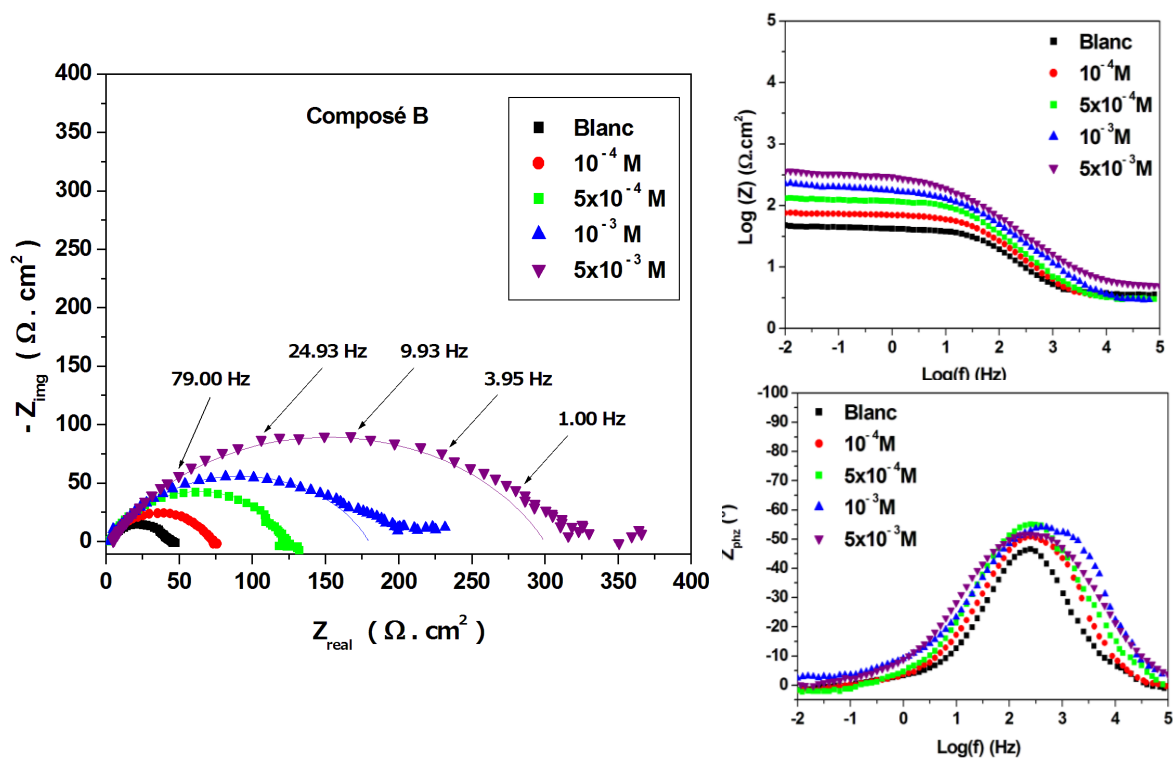 Composé B
Blanc
10⁻⁴ M
5x10⁻⁴ M
10⁻³ M
5x10⁻³ M
400
350
300
250
200
150
100
50
0
- Z_img ( Ω . cm²)
79.00 Hz
24.93 Hz
9.93 Hz
3.95 Hz
1.00 Hz
0 50 100 150 200 250 300 350 400
Z_real ( Ω . cm²)
5
4
3
2
1
0
Log (Z) (Ω.cm²)
Blanc
10⁻⁴M
5x10⁻⁴M
10⁻³M
5x10⁻³M
-2 -1 0 1 2 3 4 5
Log(f) (Hz)
-100
-90
-80
-70
-60
-50
-40
-30
-20
-10
0
Z_phz (°)
Blanc
10⁻⁴M
5x10⁻⁴M
10⁻³M
5x10⁻³M
-2 -1 0 1 2 3 4 5
Log(f) (Hz)